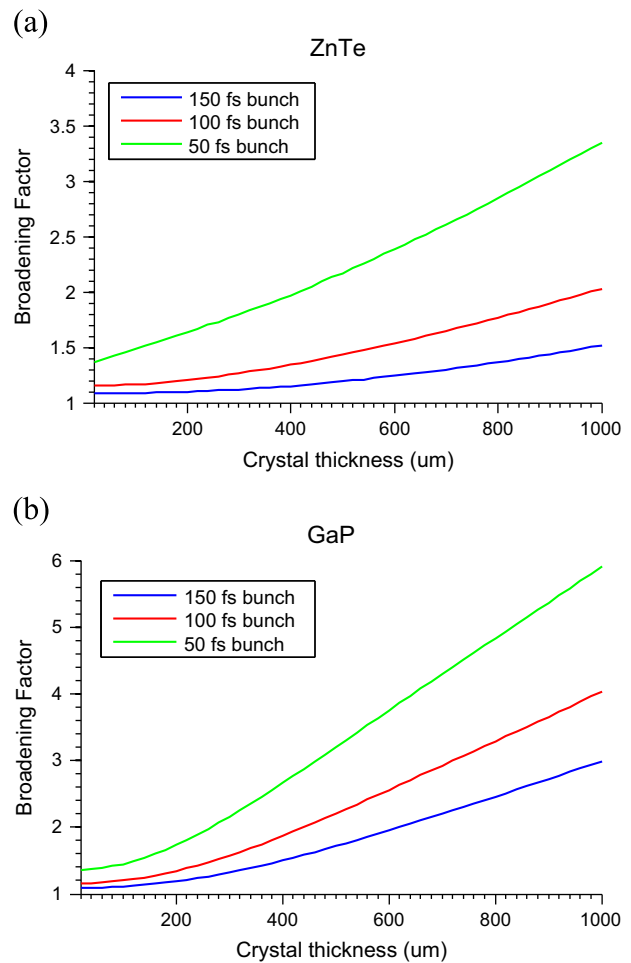 (a)
ZnTe
4
3.5
3
2.5
2
1.5
1
Broadening Factor
150 fs bunch
100 fs bunch
50 fs bunch
200 400 600 800 1000
Crystal thickness (um)
(b)
GaP
6
5
4
3
2
1
Broadening Factor
150 fs bunch
100 fs bunch
50 fs bunch
200 400 600 800 1000
Crystal thickness (um)